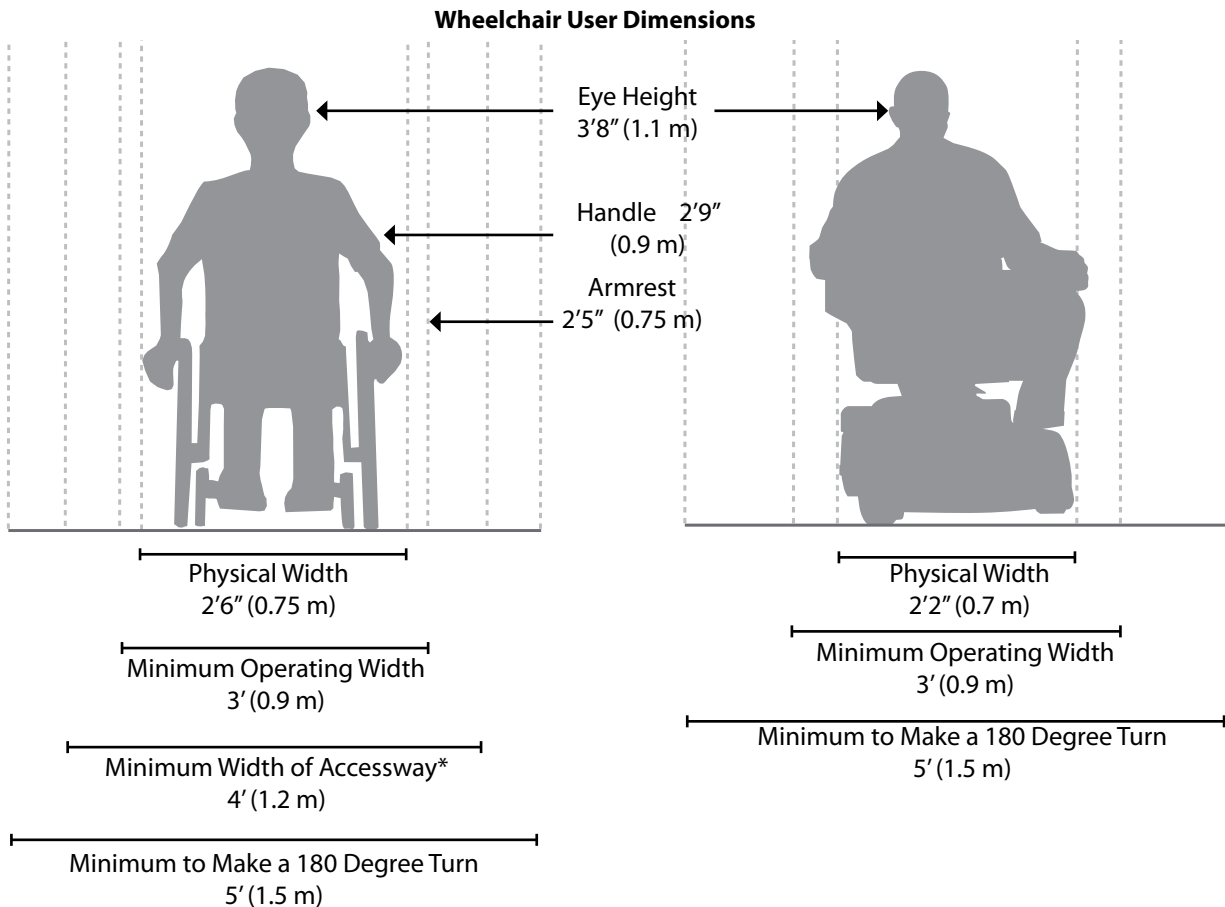 Wheelchair User Dimensions
Eye Height
3’8” (1.1 m)
Handle 2’9”
(0.9 m)
Armrest
2’5” (0.75 m)
Physical Width
2’6” (0.75 m)
Minimum Operating Width
3’ (0.9 m)
Minimum Width of Accessway*
4’ (1.2 m)
Minimum to Make a 180 Degree Turn
5’ (1.5 m)
Physical Width
2’2” (0.7 m)
Minimum Operating Width
3’ (0.9 m)
Minimum to Make a 180 Degree Turn
5’ (1.5 m)